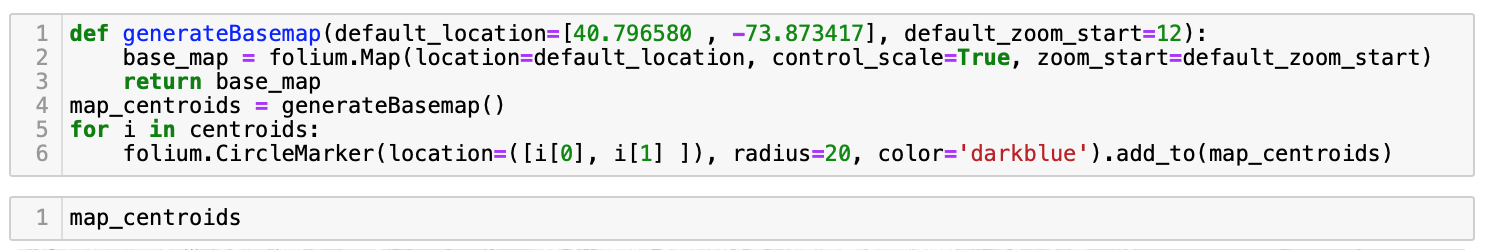 1 def generateBasemap(default_location=[40.796580 , -73.873417], default_zoom_start=12):
2     base_map = folium.Map(location=default_location, control_scale=True, zoom_start=default_zoom_start)
3     return base_map
4 map_centroids = generateBasemap()
5 for i in centroids:
6     folium.CircleMarker(location=([i[0], i[1] ]), radius=20, color='darkblue').add_to(map_centroids)
1 map_centroids